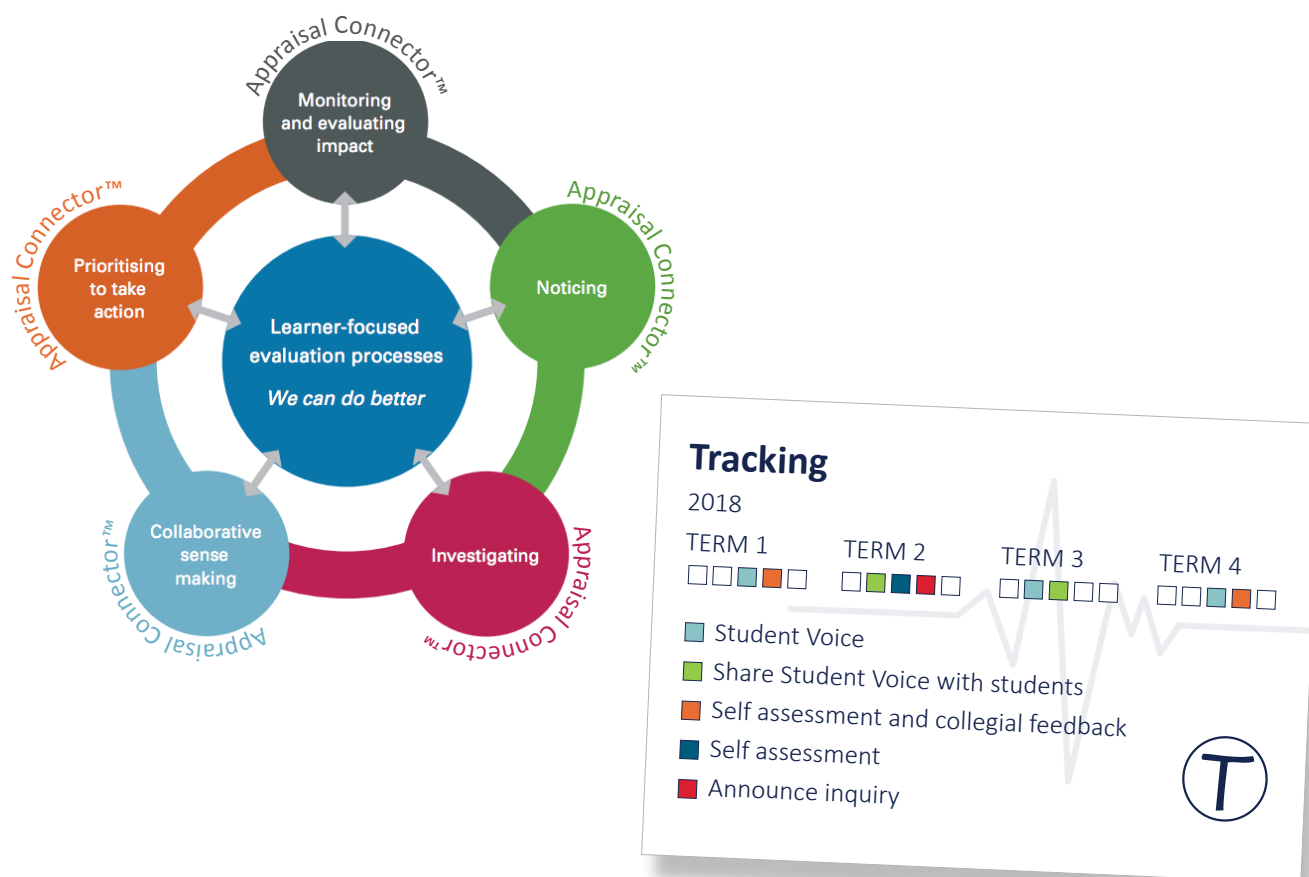 Appraisal Connector™
Monitoring
and evaluating
impact
Appraisal Connector™
Noticing
Appraisal Connector™
Investigating
Appraisal Connector™
Collaborative
sense
making
Appraisal Connector™
Prioritising
to take
action
Learner-focused
evaluation processes
We can do better
Appraisal Connector™
Tracking
2018
TERM 1
TERM 2
TERM 3
TERM 4
Student Voice
Share Student Voice with students
Self assessment and collegial feedback
Self assessment
Announce inquiry
T